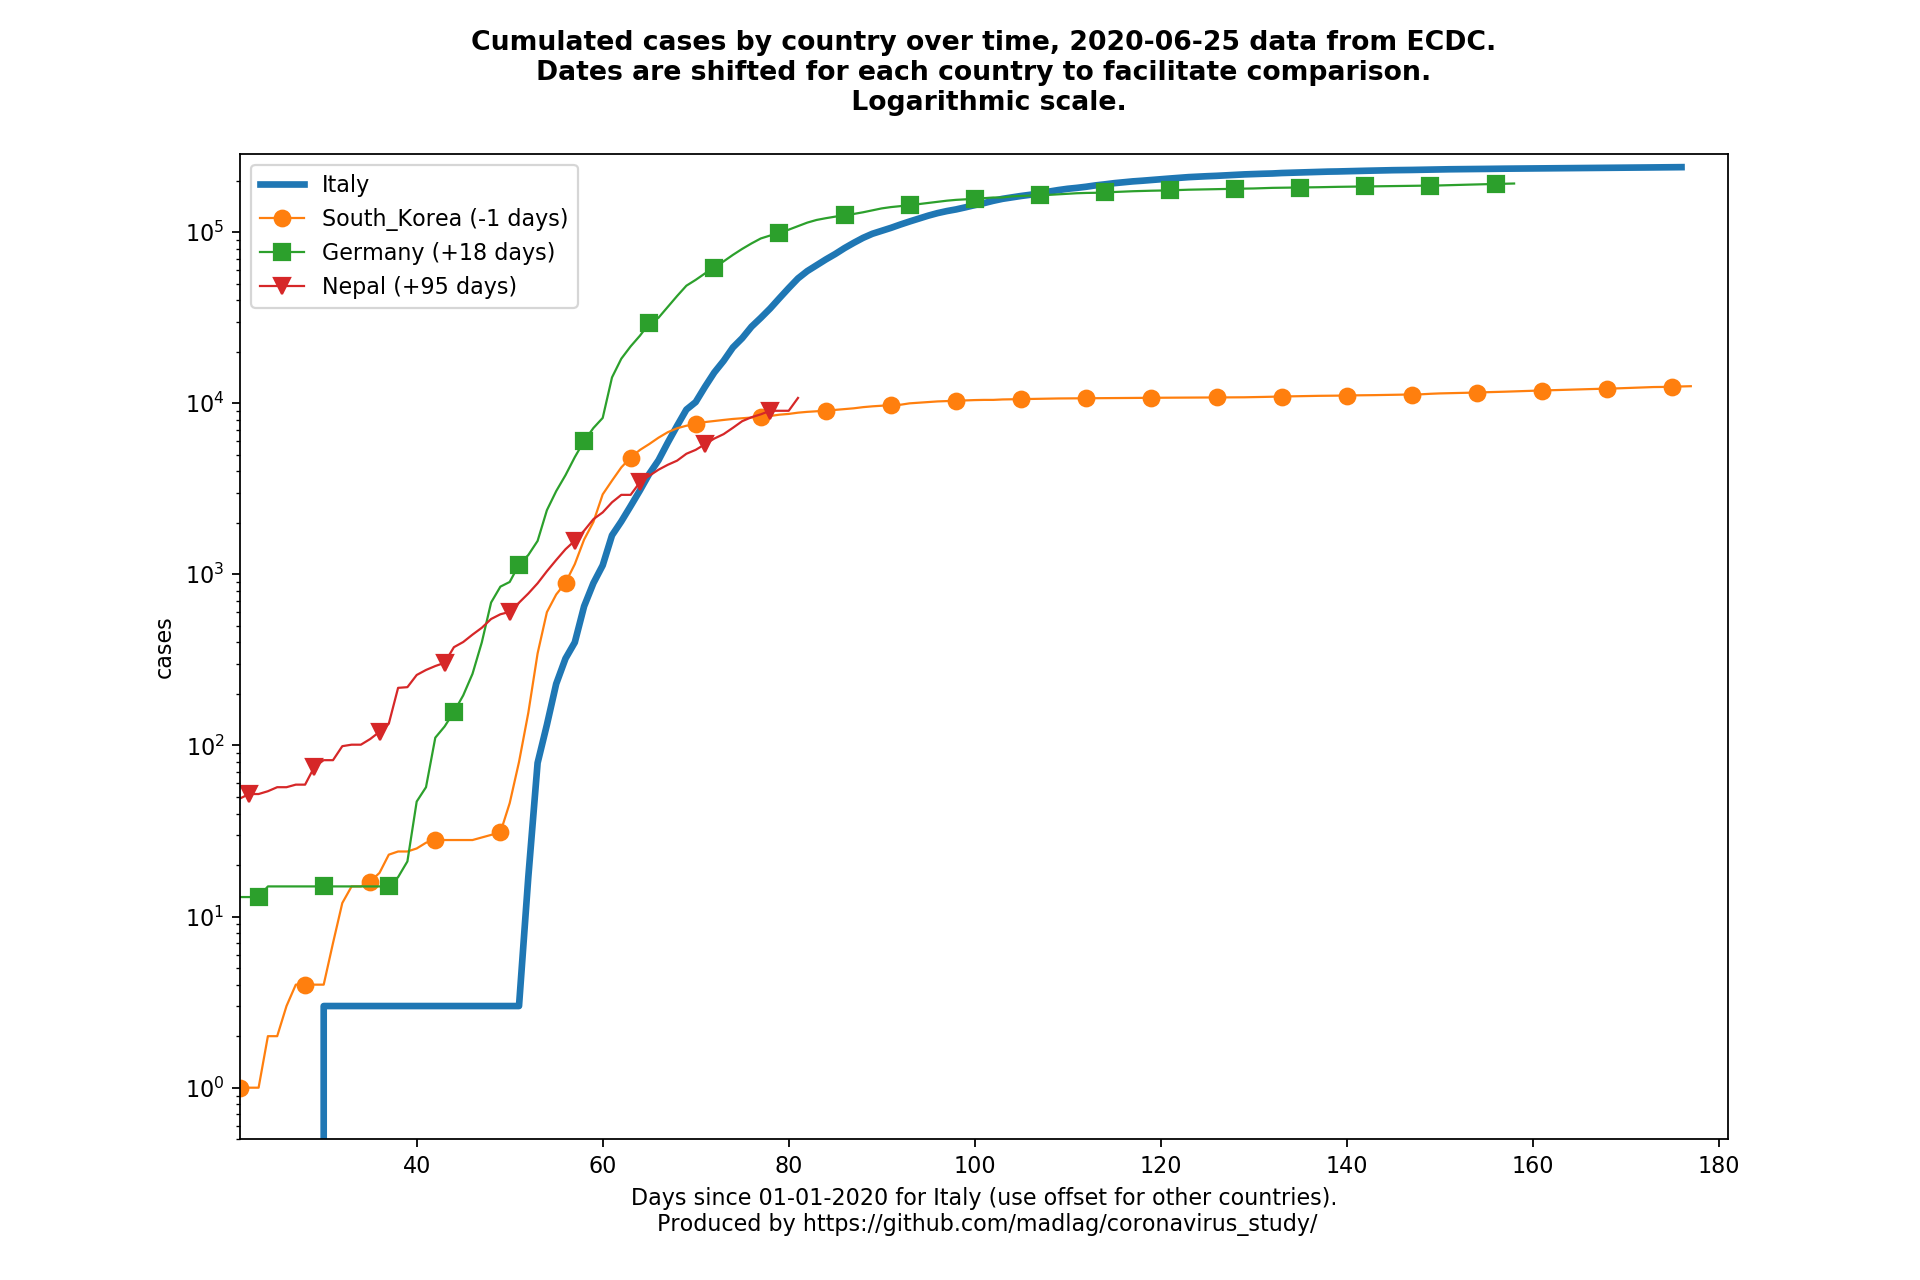 Cumulated cases by country over time, 2020-06-25 data from ECDC.
Dates are shifted for each country to facilitate comparison.
Logarithmic scale.
Italy
South_Korea (-1 days)
Germany (+18 days)
Nepal (+95 days)
10^5
10^4
10^3
10^2
10^1
10^0
cases
40 60 80 100 120 140 160 180
Days since 01-01-2020 for Italy (use offset for other countries).
Produced by https://github.com/madlag/coronavirus_study/